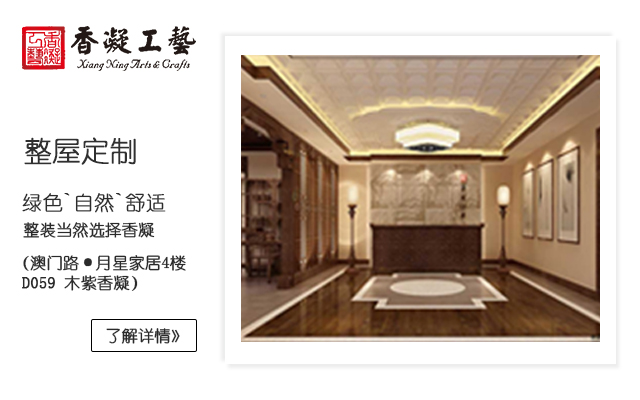 香凝工藝
Xiang Ning Arts & Crafts
整屋定制
绿色`自然`舒适
整装当然选择香凝
(澳门路●月星家居4楼
D059 木紫香凝)
了解详情》